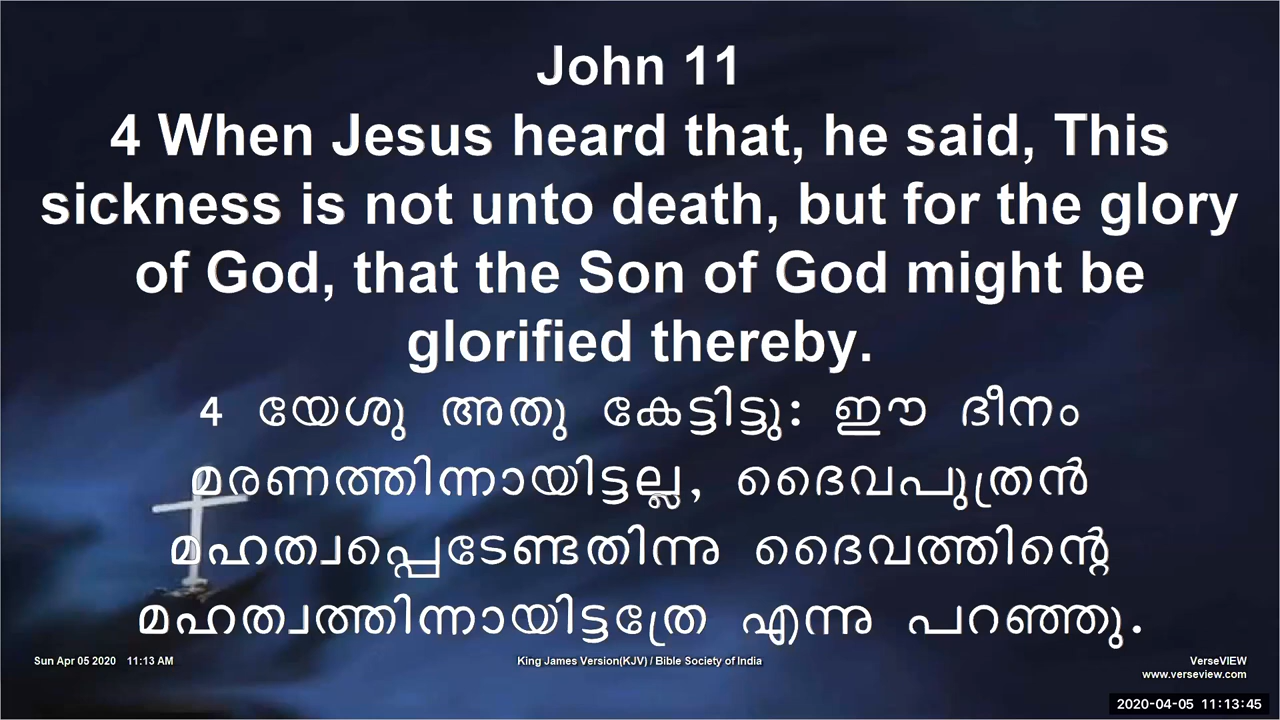 John 11
4 When Jesus heard that, he said, This
sickness is not unto death, but for the glory
of God, that the Son of God might be
glorified thereby.
4 യേശു അതു കേട്ടിട്ടു: ഈ ദീനം
മരണത്തിന്നായിട്ടല്ല, ദൈവപുത്രൻ
മഹത്വപ്പെടേണ്ടതിന്നു ദൈവത്തിന്റെ
മഹത്വത്തിന്നായിട്ടത്രേ എന്നു പറഞ്ഞു.
Sun Apr 05 2020 11:13 AM
King James Version(KJV) / Bible Society of India
VerseVIEW
www.verseview.com
2020-04-05 11:13:45